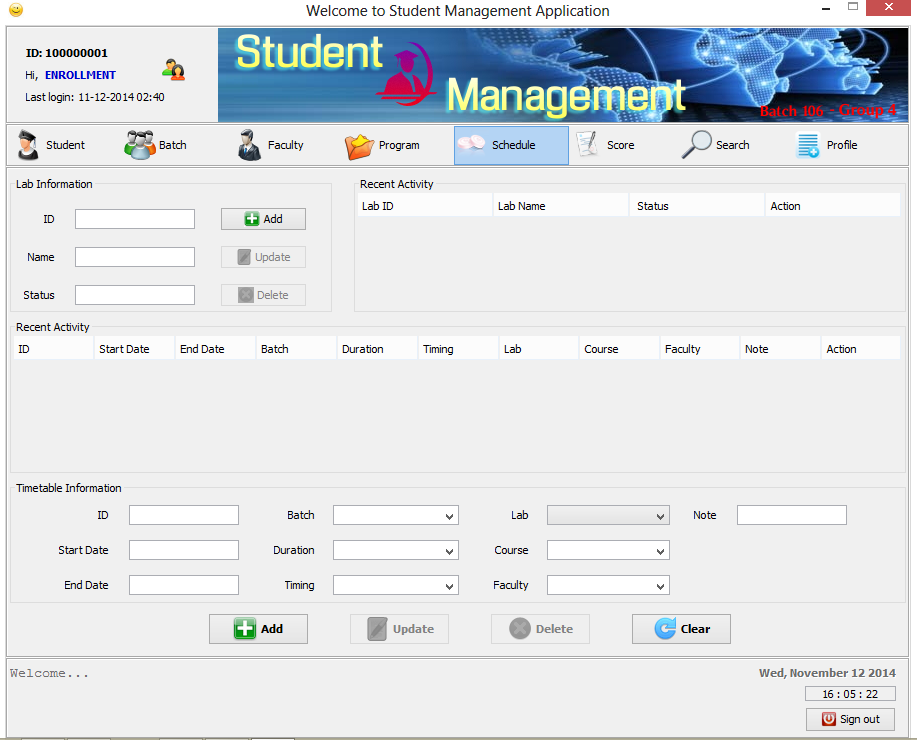 Welcome to Student Management Application
ID: 100000001
Hi, ENROLLMENT
Last login: 11-12-2014 02:40
Student
Management
Batch 106 - Group 4
Student Batch Faculty Program Schedule Score Search Profile
Lab Information
ID Add
Name Update
Status Delete
Recent Activity
Lab ID Lab Name Status Action
Recent Activity
ID Start Date End Date Batch Duration Timing Lab Course Faculty Note Action
Timetable Information
ID Batch Lab Note
Start Date Duration Course
End Date Timing Faculty
Add Update Delete Clear
Welcome...
Wed, November 12 2014
16 : 05 : 22
Sign out